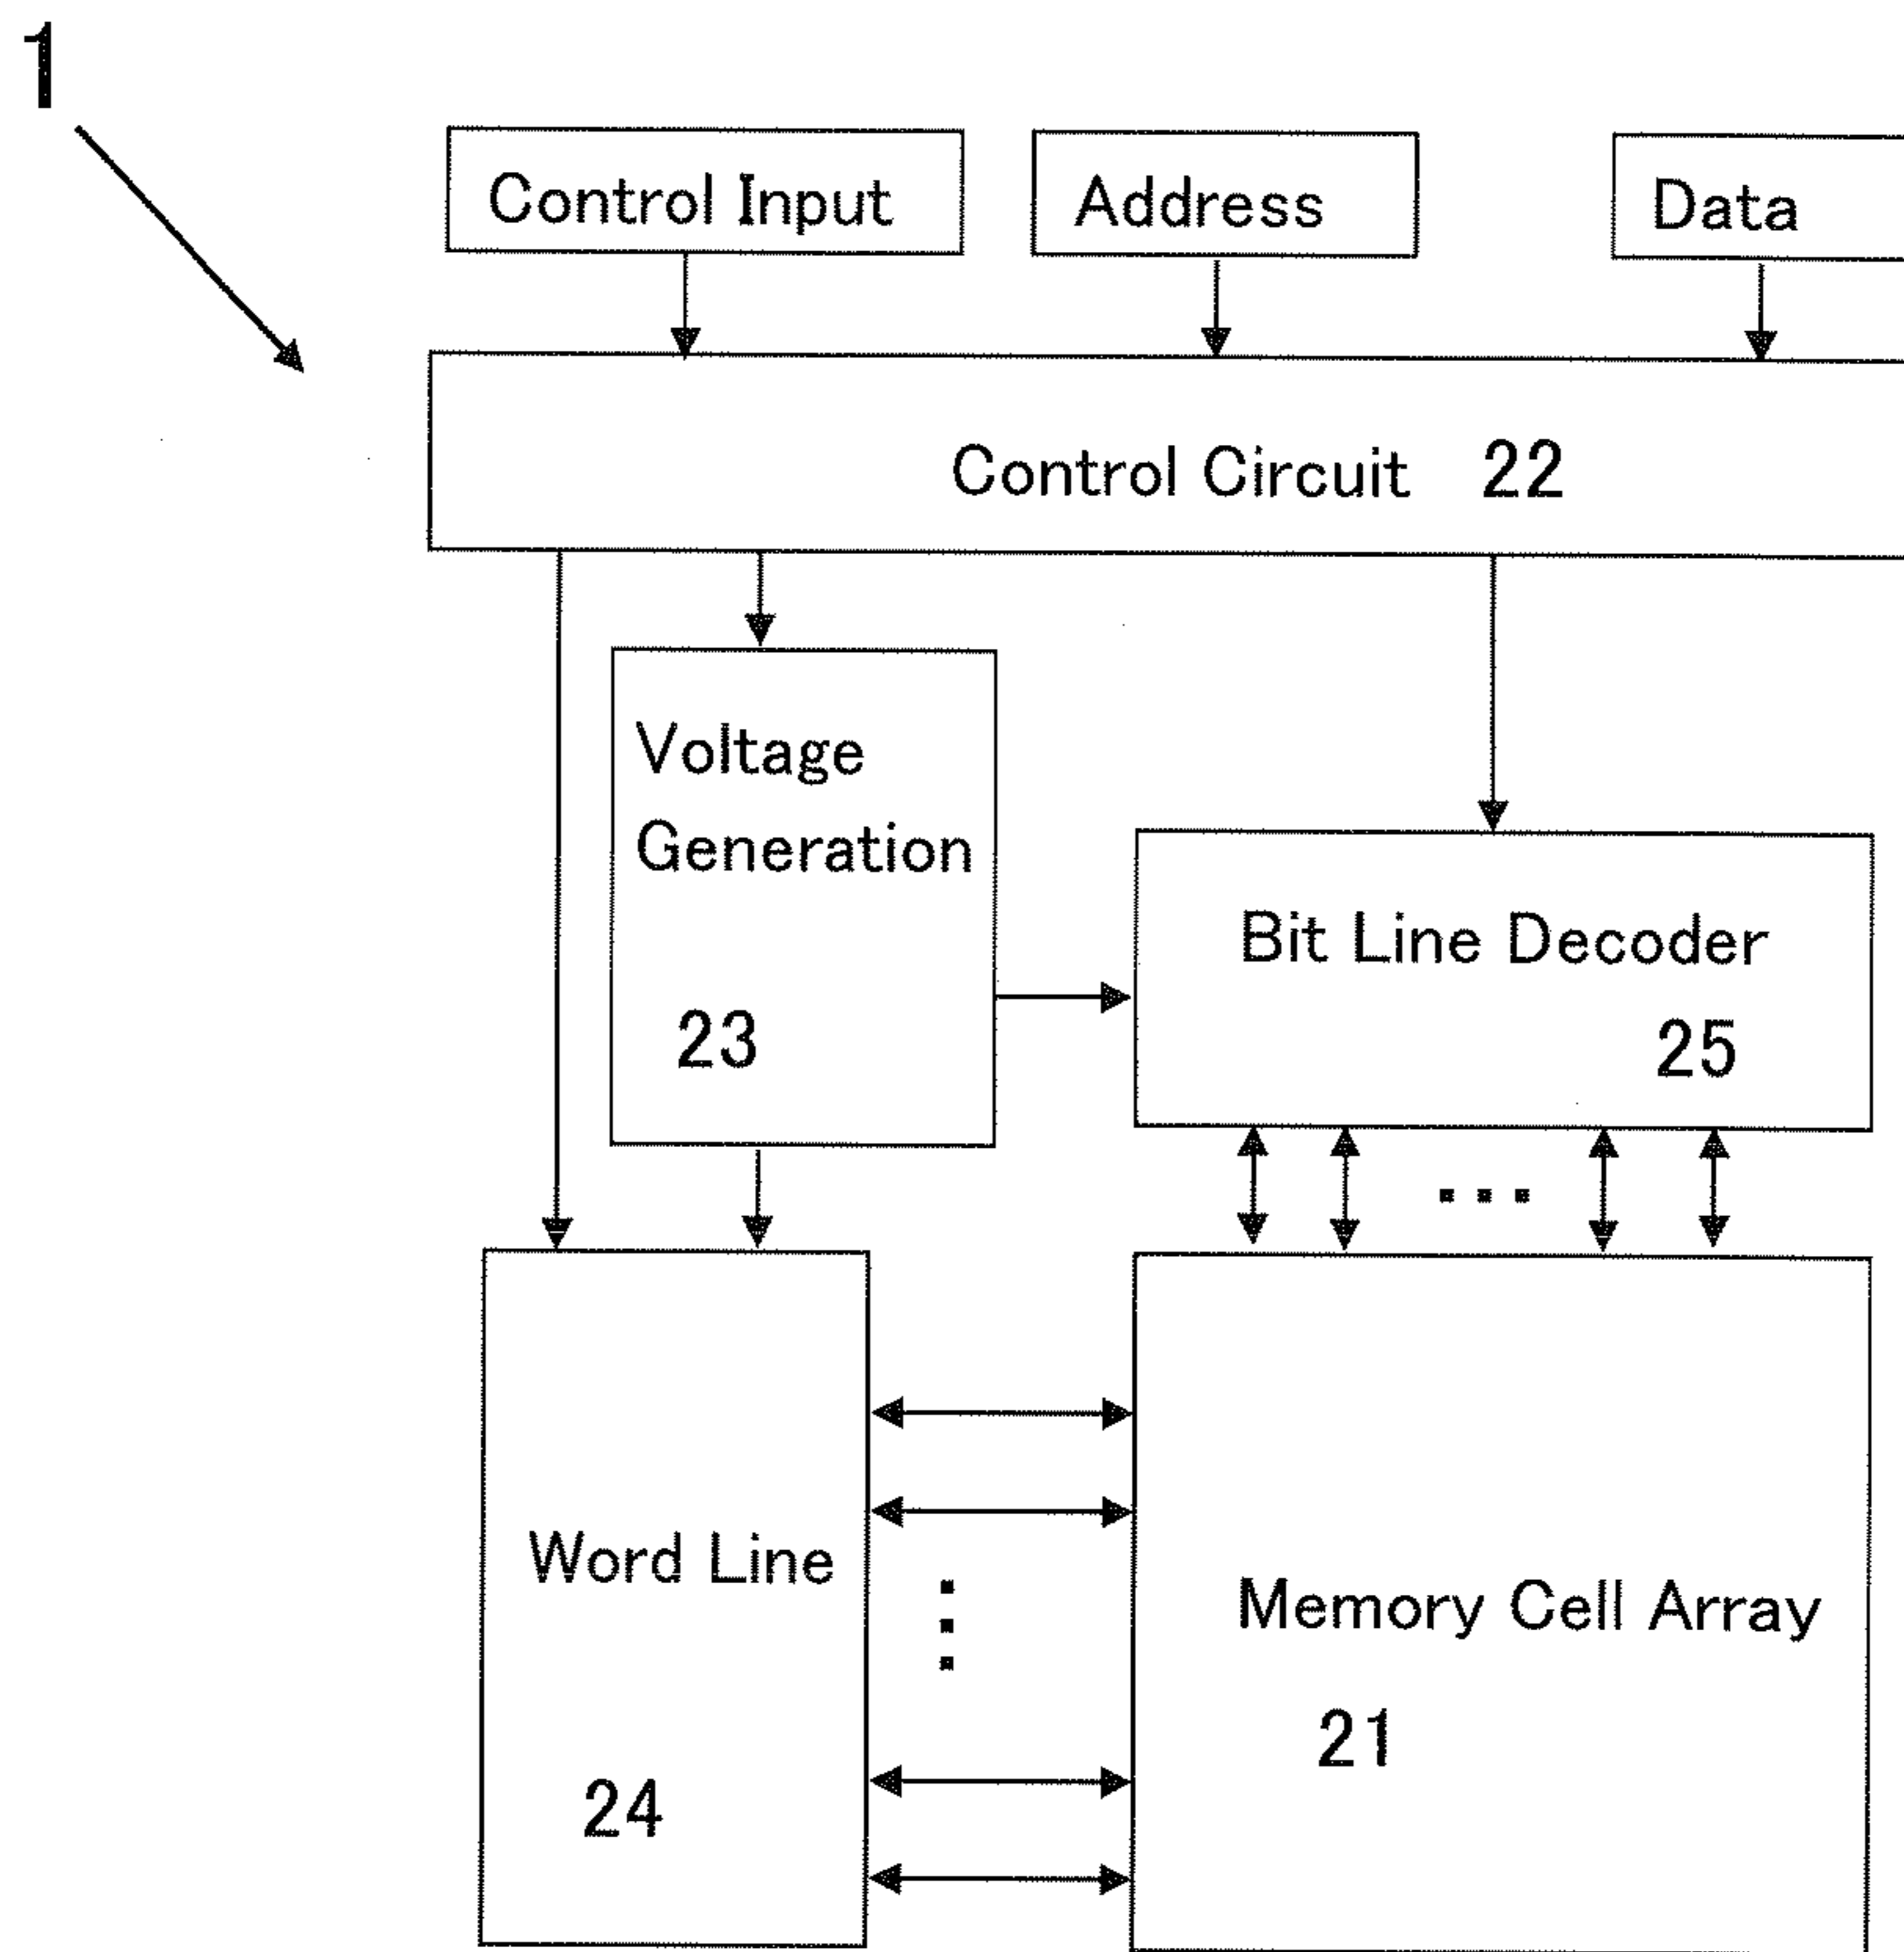 1
Control Input
Address
Data
Control Circuit 22
Voltage
Generation
23
Bit Line Decoder
25
Word Line
24
Memory Cell Array
21